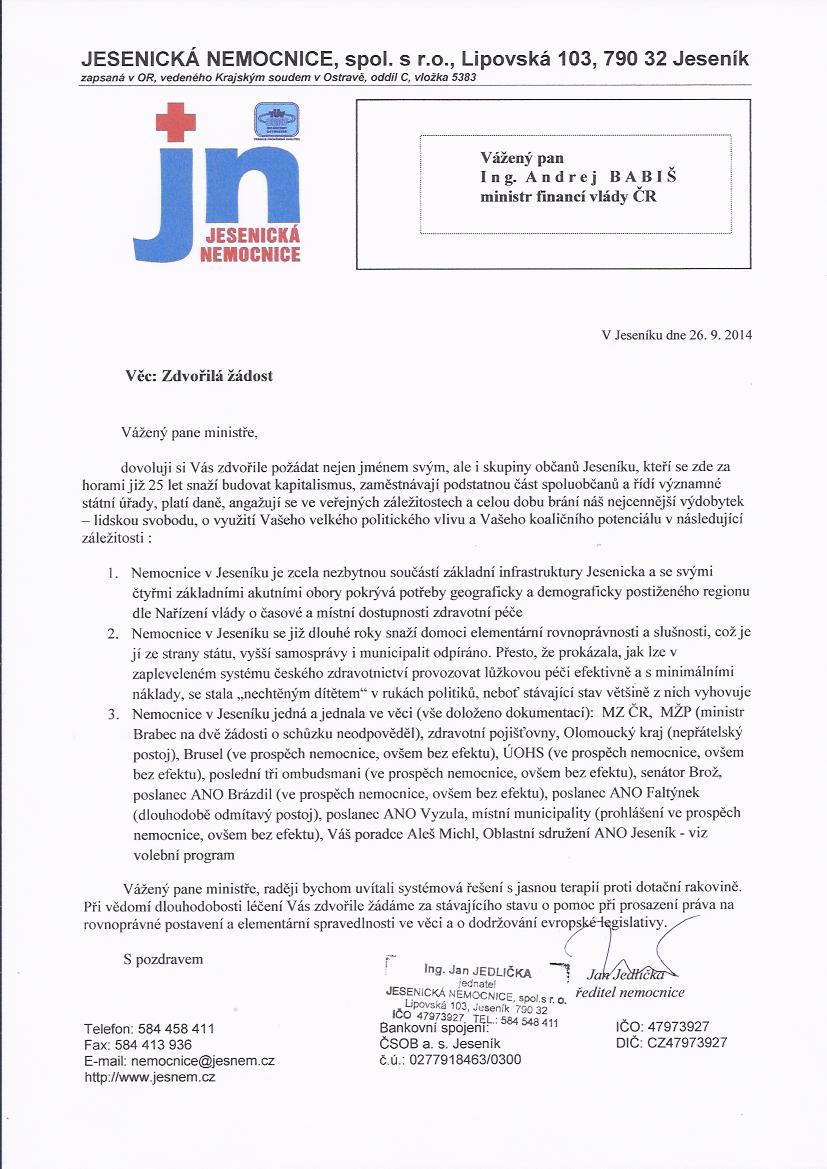 JESENICKÁ NEMOCNICE, spol. s r.o., Lipovská 103, 790 32 Jeseník
zapsaná v OR, vedeného Krajským soudem v Ostravě, oddíl C, vložka 5383
TÜV
jn
JESENICKÁ
NEMOCNICE
Vážený pan
Ing. Andrej BABIŠ
ministr financí vlády ČR
V Jeseníku dne 26. 9. 2014
Věc: Zdvořilá žádost
Vážený pane ministře,
dovoluji si Vás zdvořile požádat nejen jménem svým, ale i skupiny občanů Jeseníku, kteří se zde za
horami již 25 let snaží budovat kapitalismus, zaměstnávají podstatnou část spoluobčanů a řídí významné
státní úřady, platí daně, angažují se ve veřejných záležitostech a celou dobu brání náš nejcennější výdobytek
– lidskou svobodu, o využití Vašeho velkého politického vlivu a Vašeho koaličního potenciálu v následující
záležitosti :
1. Nemocnice v Jeseníku je zcela nezbytnou součástí základní infrastruktury Jesenicka a se svými
čtyřmi základními akutními obory pokrývá potřeby geograficky a demograficky postiženého regionu
dle Nařízení vlády o časové a místní dostupnosti zdravotní péče
2. Nemocnice v Jeseníku se již dlouhé roky snaží domoci elementární rovnoprávnosti a slušnosti, což je
jí ze strany státu, vyšší samosprávy i municipalit odpíráno. Přesto, že prokázala, jak lze v
zapleveleném systému českého zdravotnictví provozovat lůžkovou péči efektivně a s minimálními
náklady, se stala „nechtěným dítětem“ v rukách politiků, neboť stávající stav většině z nich vyhovuje
3. Nemocnice v Jeseníku jedná a jednala ve věci (vše doloženo dokumentací): MZ ČR, MŽP (ministr
Brabec na dvě žádosti o schůzku neodpověděl), zdravotní pojišťovny, Olomoucký kraj (nepřátelský
postoj), Brusel (ve prospěch nemocnice, ovšem bez efektu), ÚOHS (ve prospěch nemocnice, ovšem
bez efektu), poslední tři ombudsmani (ve prospěch nemocnice, ovšem bez efektu), senátor Brož,
poslanec ANO Brázdil (ve prospěch nemocnice, ovšem bez efektu), poslanec ANO Faltýnek
(dlouhodobě odmítavý postoj), poslanec ANO Vyzula, místní municipality (prohlášení ve prospěch
nemocnice, ovšem bez efektu), Váš poradce Aleš Michl, Oblastní sdružení ANO Jeseník - viz
volební program
Vážený pane ministře, raději bychom uvítali systémová řešení s jasnou terapií proti dotační rakovině.
Při vědomí dlouhodobosti léčení Vás zdvořile žádáme za stávajícího stavu o pomoc při prosazení práva na
rovnoprávné postavení a elementární spravedlnosti ve věci a o dodržování evropské legislativy.
S pozdravem
Ing. Jan JEDLIČKA
jednatel
JESENICKÁ NEMOCNICE, spol.s r. o.
Lipovská 103, Jeseník 790 32
IČO 47973927 TEL.: 584 548 411
Jan Jedlička
ředitel nemocnice
Telefon: 584 458 411
Fax: 584 413 936
E-mail: nemocnice@jesnem.cz
http://www.jesnem.cz
Bankovní spojení:
ČSOB a. s. Jeseník
č.ú.: 0277918463/0300
IČO: 47973927
DIČ: CZ47973927